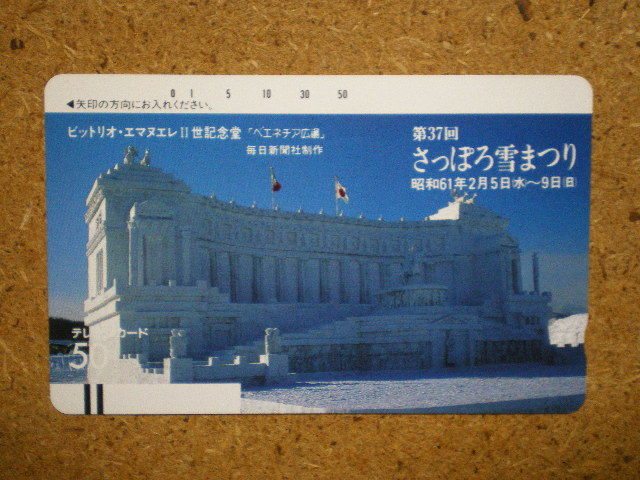 0 1 5 10 30 50
◀矢印の方向にお入れください。
ビットリオ・エマヌエレII世記念堂「ベエネチア広場」
毎日新聞社制作
第37回
さっぽろ雪まつり
昭和61年2月5日(水)〜9日(日)
テレ カード
50